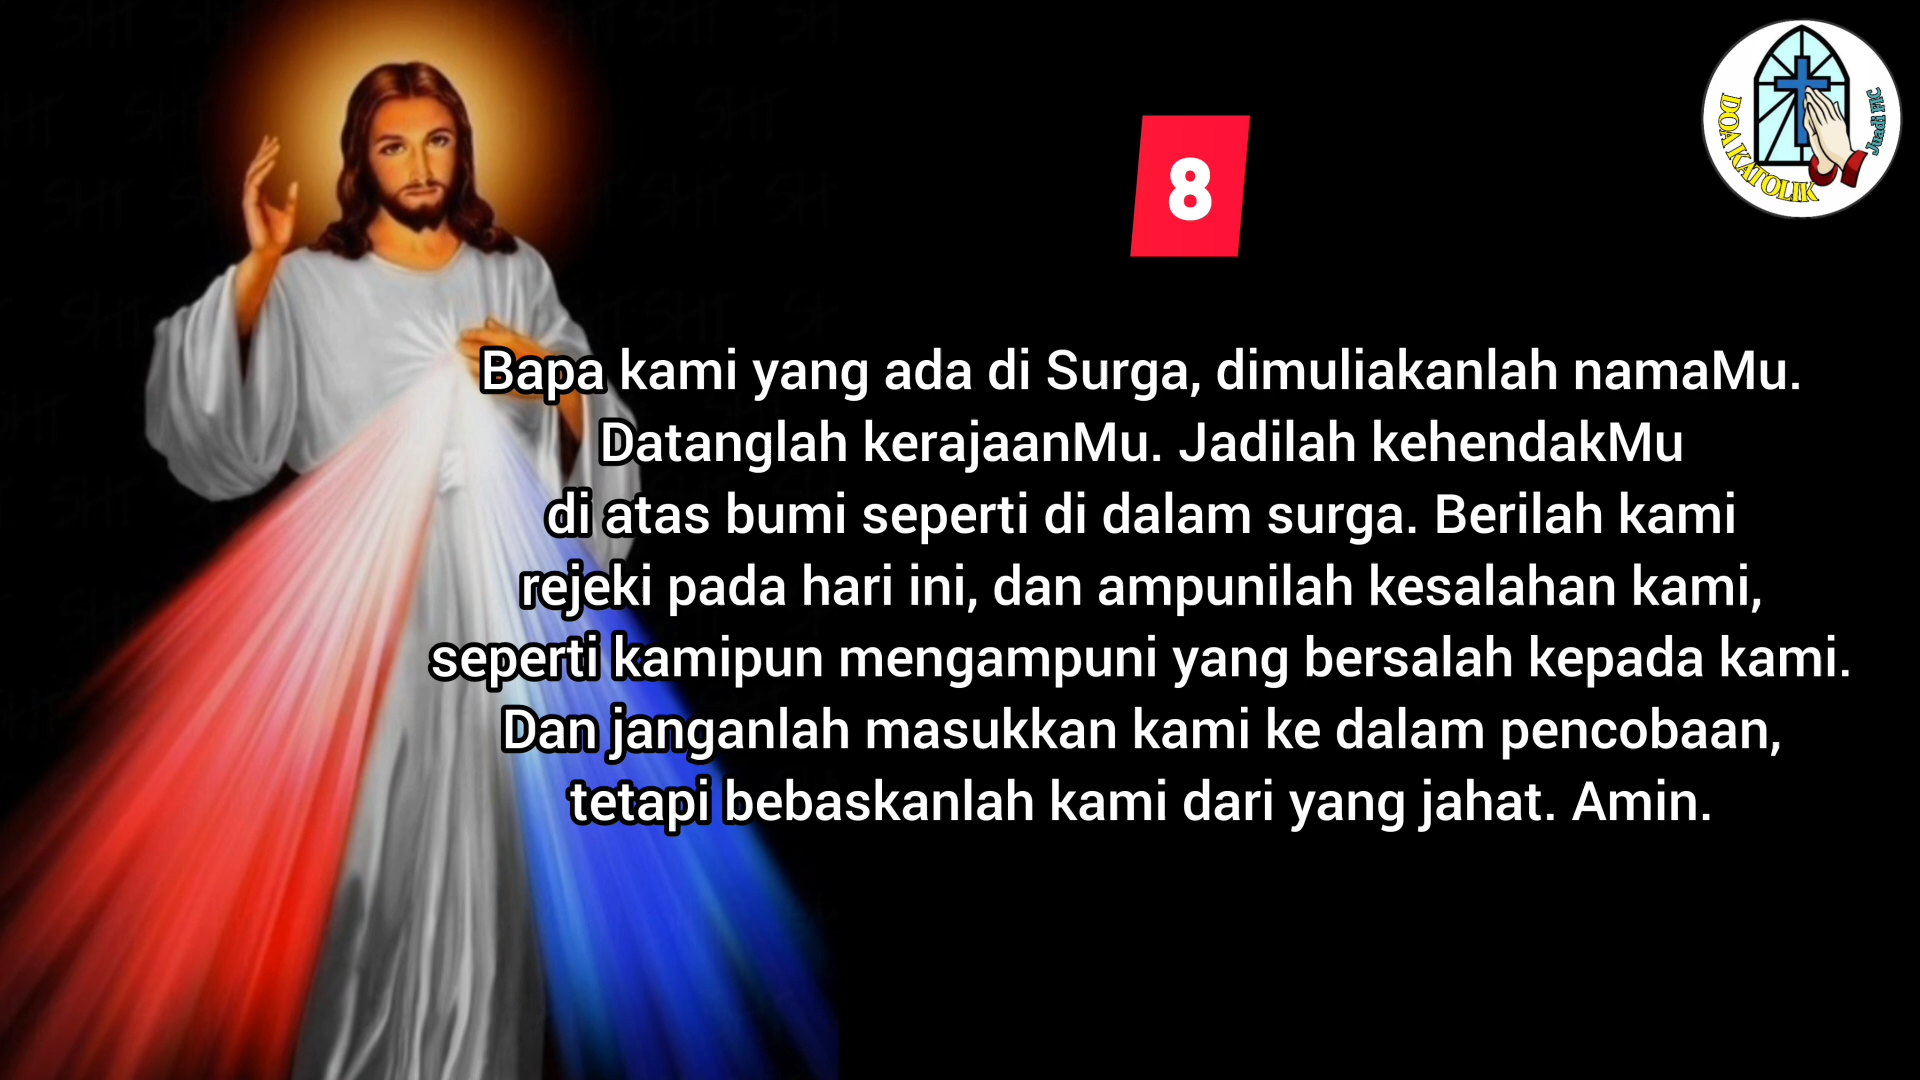 8
DOA KATOLIK
Juadi FIC
Bapa kami yang ada di Surga, dimuliakanlah namaMu.
Datanglah kerajaanMu. Jadilah kehendakMu
di atas bumi seperti di dalam surga. Berilah kami
rejeki pada hari ini, dan ampunilah kesalahan kami,
seperti kamipun mengampuni yang bersalah kepada kami.
Dan janganlah masukkan kami ke dalam pencobaan,
tetapi bebaskanlah kami dari yang jahat. Amin.